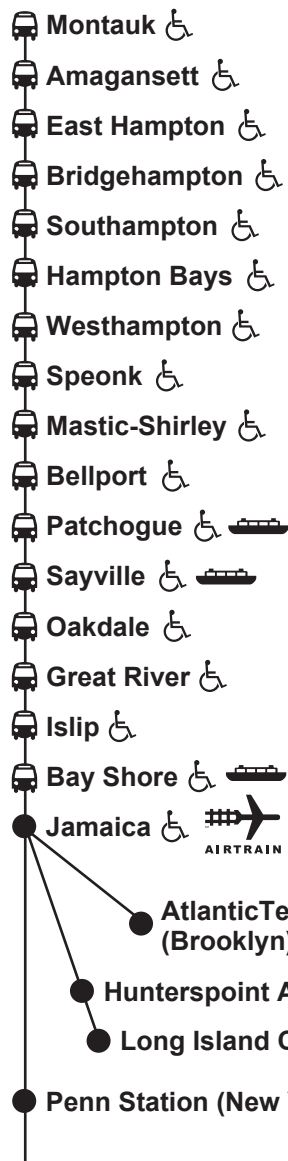 Montauk
Amagansett
East Hampton
Bridgehampton
Southampton
Hampton Bays
Westhampton
Speonk
Mastic-Shirley
Bellport
Patchogue
Sayville
Oakdale
Great River
Islip
Bay Shore
Jamaica
AIRTRAIN
AtlanticTe
(Brooklyn)
Hunterspoint A
Long Island
Penn Station (New